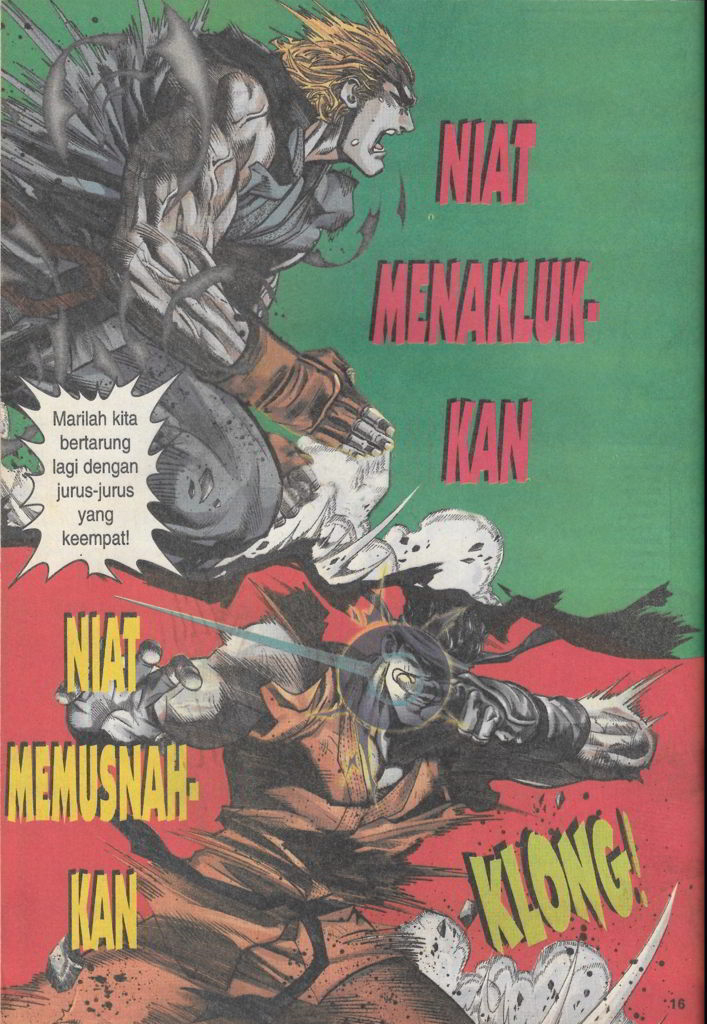 NIAT
MENAKLUK-
KAN
Marilah kita
bertarung
lagi dengan
jurus-jurus
yang
keempat!
NIAT
MEMUSNAH-
KAN
KLONG!
16